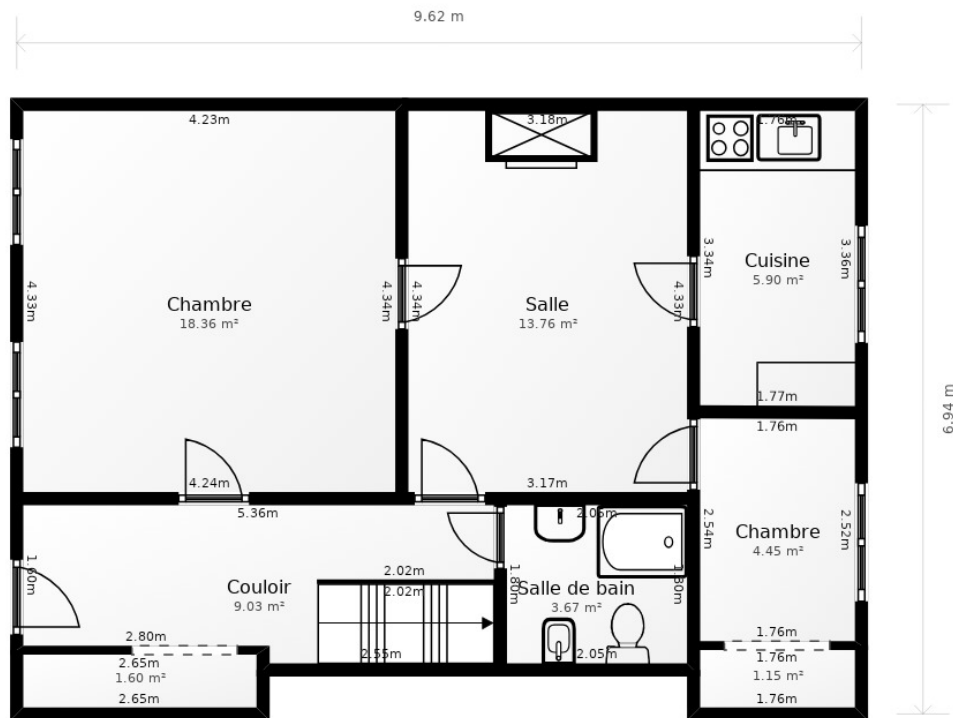 9.62 m
4.23m
3.18m
1.76m
3.34m
3.36m
Cuisine
5.90 m²
4.33m
4.34m
4.34m
4.33m
Chambre
18.36 m²
Salle
13.76 m²
1.77m
6.94 m
1.76m
4.24m
3.17m
5.36m
2.05m
2.54m
2.52m
Chambre
4.45 m²
1.60m
2.02m
2.02m
1.80m
1.80m
Couloir
9.03 m²
Salle de bain
3.67 m²
2.80m
2.55m
2.05m
1.76m
2.65m
1.60 m²
2.65m
1.76m
1.15 m²
1.76m